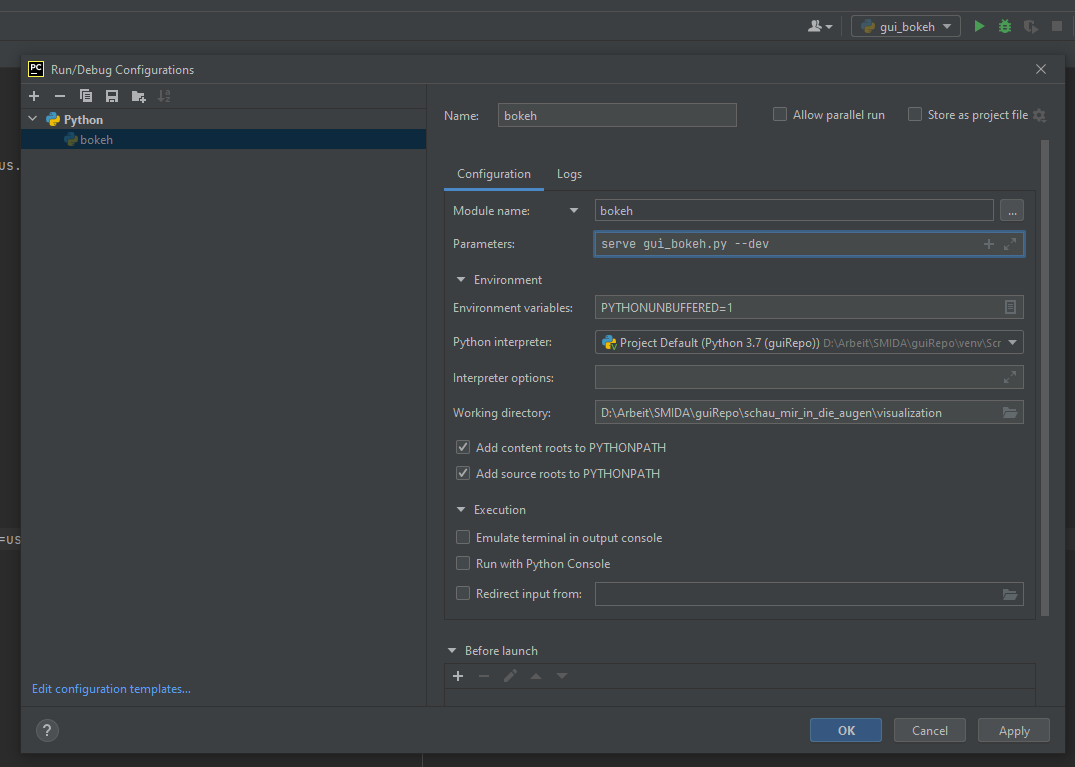 gui_bokeh
PC Run/Debug Configurations
Python
bokeh
Name: bokeh
Allow parallel run
Store as project file
US.
Configuration Logs
Module name: bokeh ...
Parameters: serve gui_bokeh.py --dev
Environment
Environment variables: PYTHONUNBUFFERED=1
Python interpreter: Project Default (Python 3.7 (guiRepo)) D:\Arbeit\SMIDA\guiRepo\venv\Scr
Interpreter options:
Working directory: D:\Arbeit\SMIDA\guiRepo\schau_mir_in_die_augen\visualization
Add content roots to PYTHONPATH
Add source roots to PYTHONPATH
Execution
=US
Emulate terminal in output console
Run with Python Console
Redirect input from:
Before launch
Edit configuration templates...
?
OK Cancel Apply